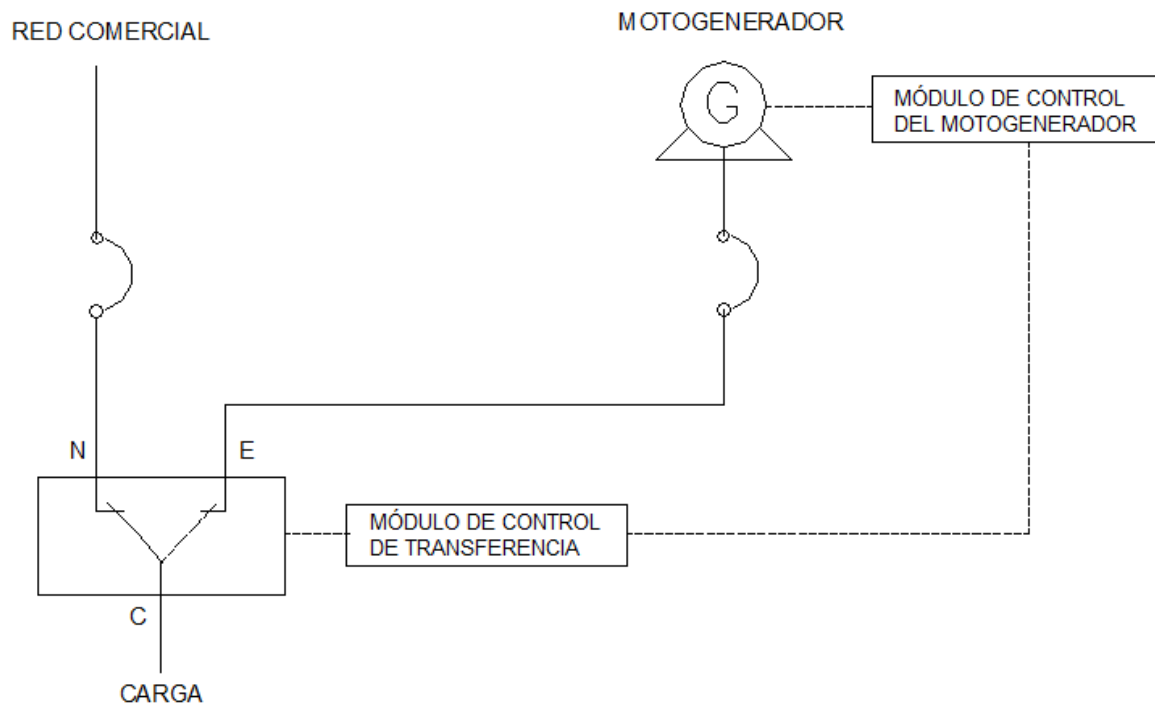 RED COMERCIAL
MOTOGENERADOR
G
MÓDULO DE CONTROL
DEL MOTOGENERADOR
N
E
MÓDULO DE CONTROL
DE TRANSFERENCIA
C
CARGA